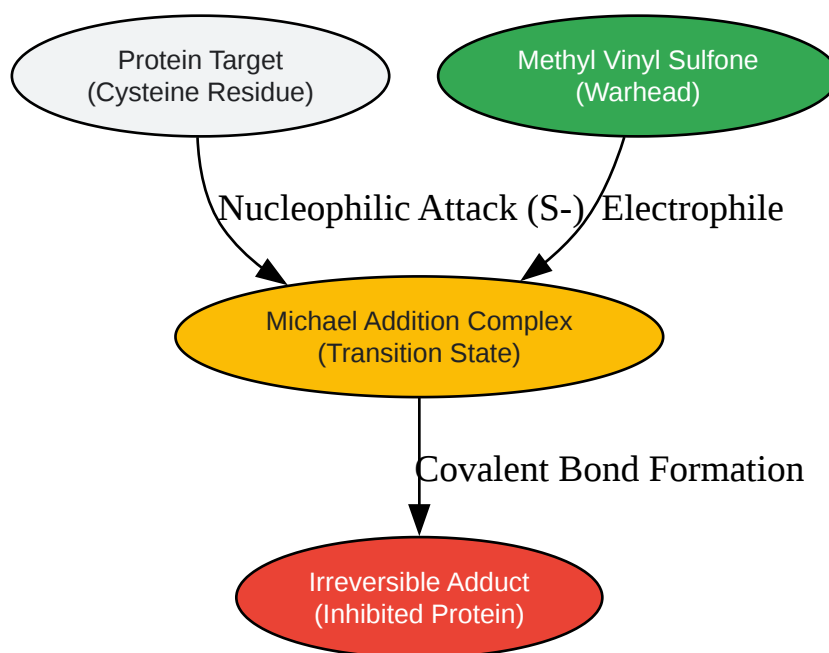 Protein Target
(Cysteine Residue)
Methyl Vinyl Sulfone
(Warhead)
Nucleophilic Attack (S-)
Electrophile
Michael Addition Complex
(Transition State)
Covalent Bond Formation
Irreversible Adduct
(Inhibited Protein)